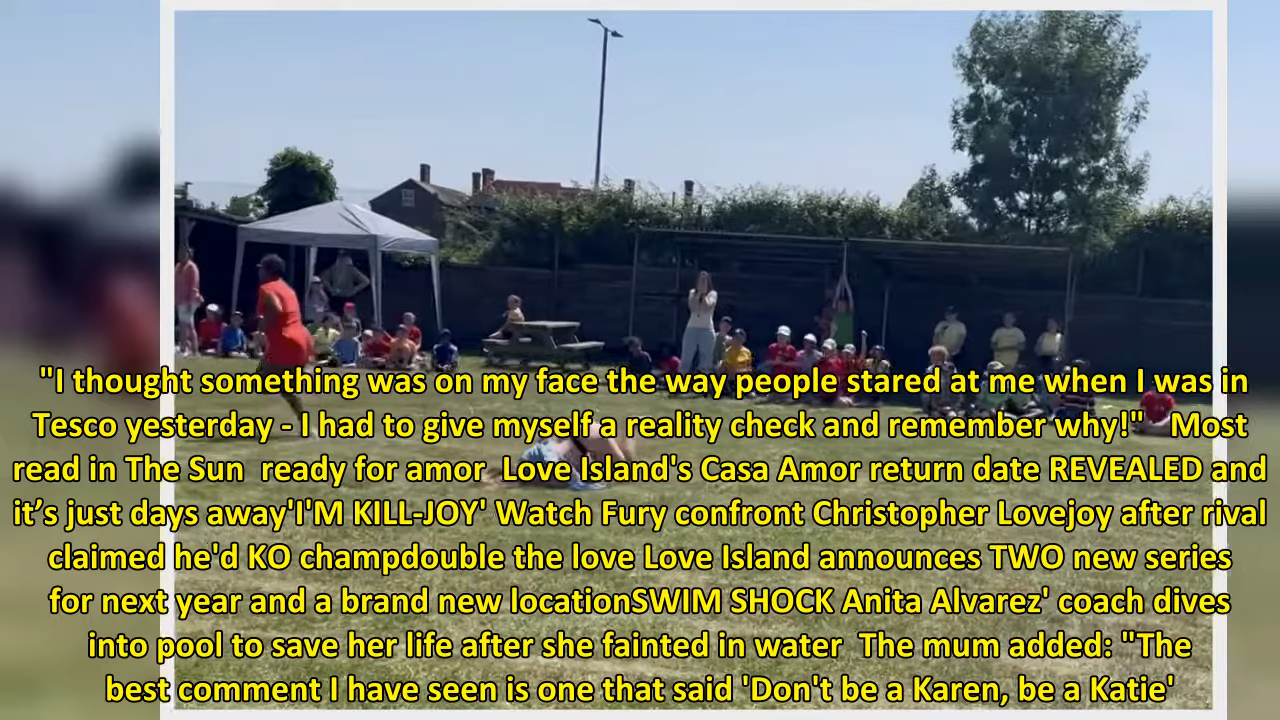 "I thought something was on my face the way people stared at me when I was in
Tesco yesterday - I had to give myself a reality check and remember why!"   Most
read in The Sun  ready for amor  Love Island's Casa Amor return date REVEALED and
it’s just days away'I'M KILL-JOY' Watch Fury confront Christopher Lovejoy after rival
claimed he'd KO champdouble the love Love Island announces TWO new series
for next year and a brand new locationSWIM SHOCK Anita Alvarez' coach dives
into pool to save her life after she fainted in water  The mum added: "The
best comment I have seen is one that said 'Don't be a Karen, be a Katie'